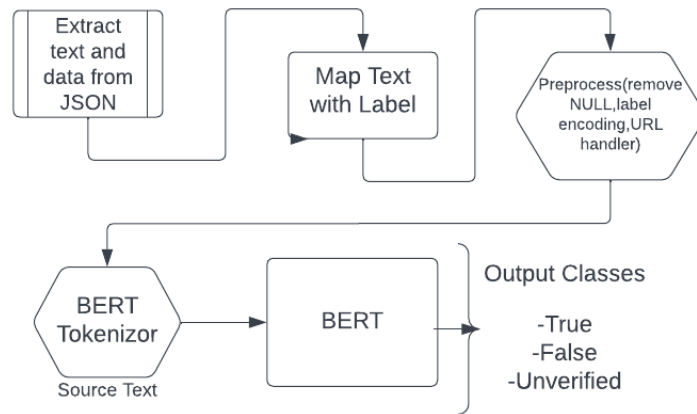 Extract
text and
data from
JSON
Map Text
with Label
Preprocess(remove
NULL,label
encoding,URL
handler)
BERT
Tokenizor
Source Text
BERT
Output Classes
-True
-False
-Unverified